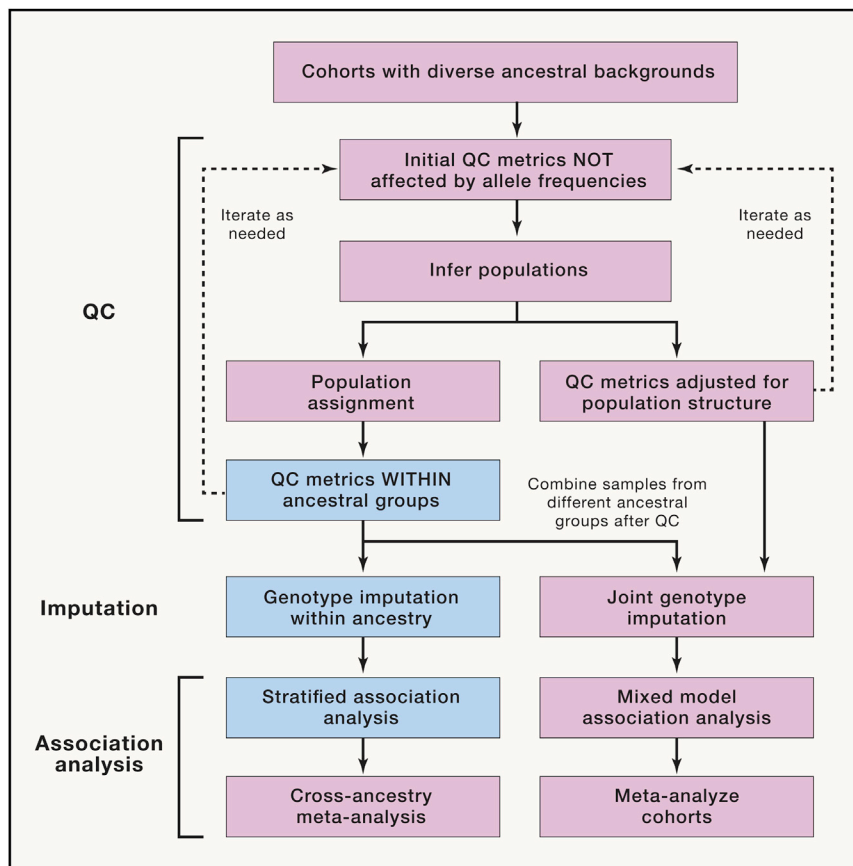 Cohorts with diverse ancestral backgrounds
Initial QC metrics NOT
affected by allele frequencies
Iterate as
needed
Iterate as
needed
Infer populations
QC
Population
assignment
QC metrics adjusted for
population structure
QC metrics WITHIN
ancestral groups
Combine samples from
different ancestral
groups after QC
Imputation
Genotype imputation
within ancestry
Joint genotype
imputation
Stratified association
analysis
Mixed model
association analysis
Association
analysis
Cross-ancestry
meta-analysis
Meta-analyze
cohorts